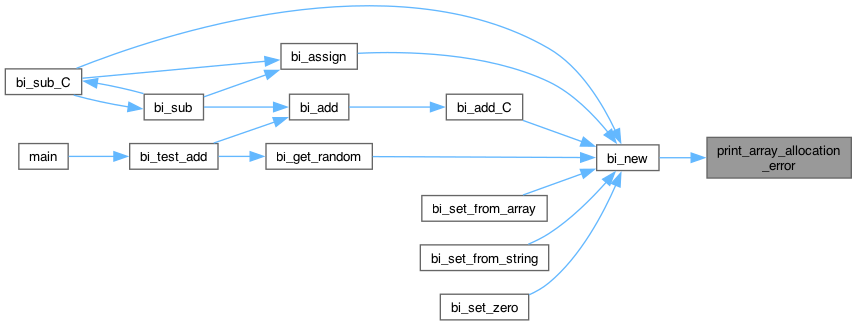 bi_assign
bi_sub_C
bi_sub
bi_add
bi_add_C
main
bi_test_add
bi_get_random
bi_new
print_array_allocation
_error
bi_set_from_array
bi_set_from_string
bi_set_zero